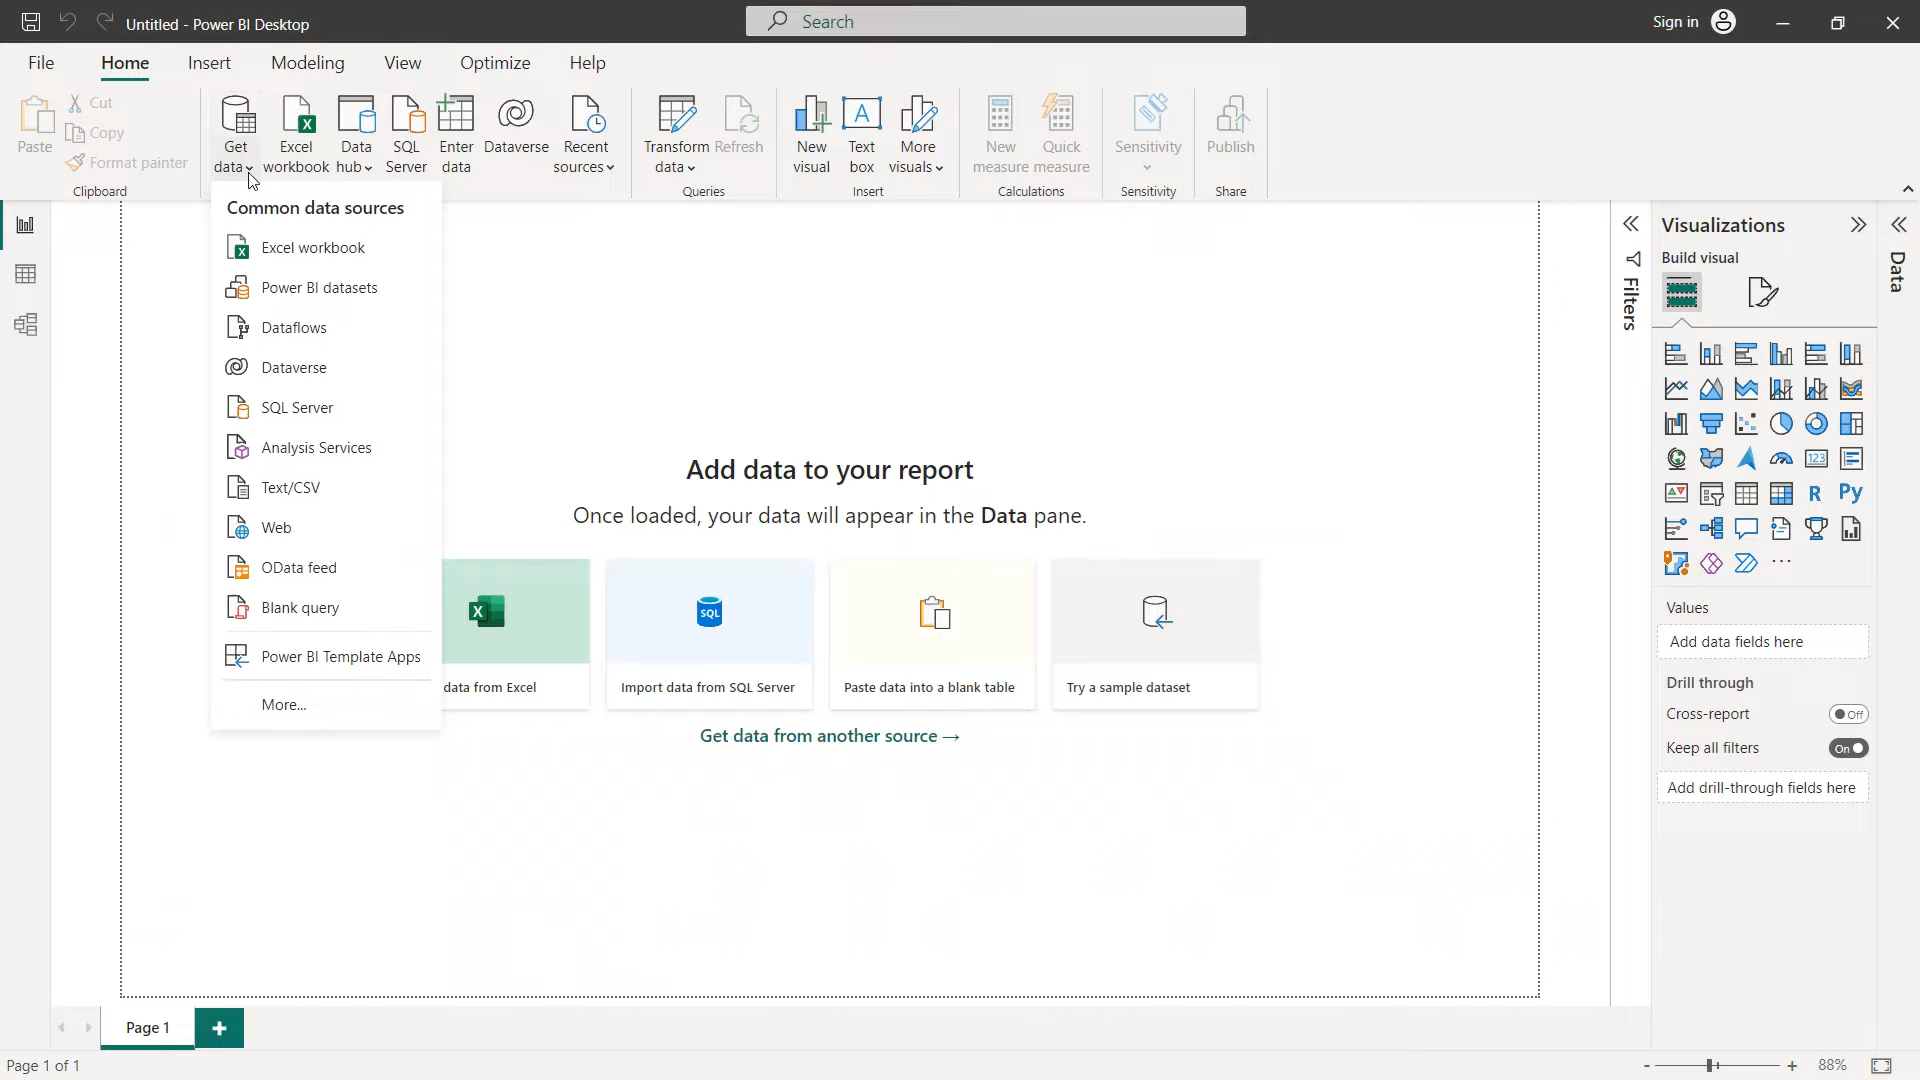 Untitled - Power BI Desktop
Search
Sign in
File
Home
Insert
Modeling
View
Optimize
Help
Paste
Cut
Copy
Format painter
Clipboard
Get
data
Excel
workbook
Data
hub
SQL
Server
Enter
data
Dataverse
Recent
sources
Transform
data
Refresh
Queries
New
visual
Text
box
More
visuals
Insert
New
measure
Quick
measure
Calculations
Sensitivity
Sensitivity
Publish
Share
Common data sources
Excel workbook
Power BI datasets
Dataflows
Dataverse
SQL Server
Analysis Services
Text/CSV
Web
OData feed
Blank query
Power BI Template Apps
More...
Add data to your report
Once loaded, your data will appear in the Data pane.
SQL
data from Excel
Import data from SQL Server
Paste data into a blank table
Try a sample dataset
Get data from another source →
Filters
Visualizations
Build visual
123
R
Py
...
Values
Add data fields here
Drill through
Cross-report
Off
Keep all filters
On
Add drill-through fields here
Data
Page 1
+
Page 1 of 1
- + 88%